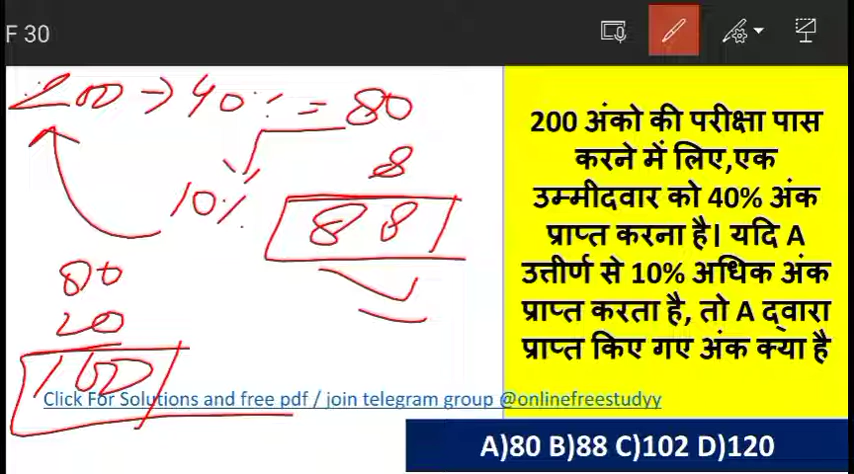 F 30
200 → 40% = 80
8
10%
88
80
20
100
200 अंको की परीक्षा पास
करने में लिए,एक
उम्मीदवार को 40% अंक
प्राप्त करना है। यदि A
उत्तीर्ण से 10% अधिक अंक
प्राप्त करता है, तो A द्वारा
प्राप्त किए गए अंक क्या है
Click For Solutions and free pdf / join telegram group @onlinefreestudyy
A)80 B)88 C)102 D)120